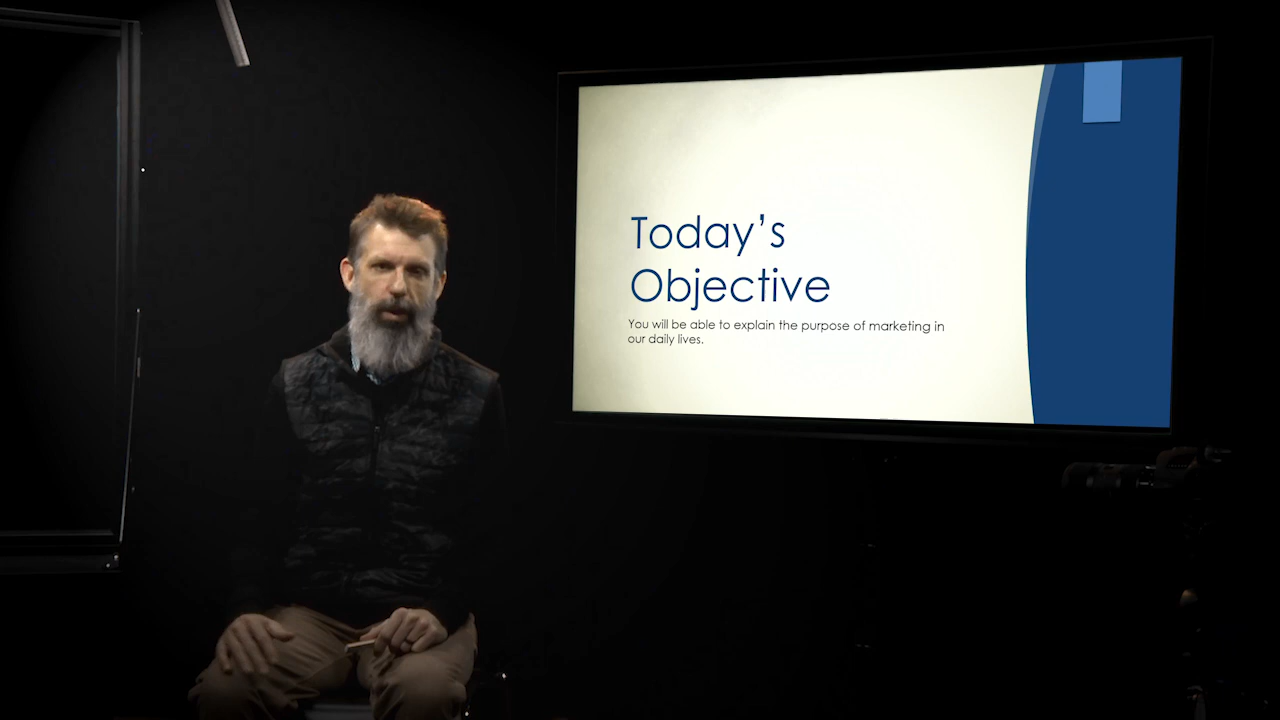 Today's
Objective
You will be able to explain the purpose of marketing in
our daily lives.